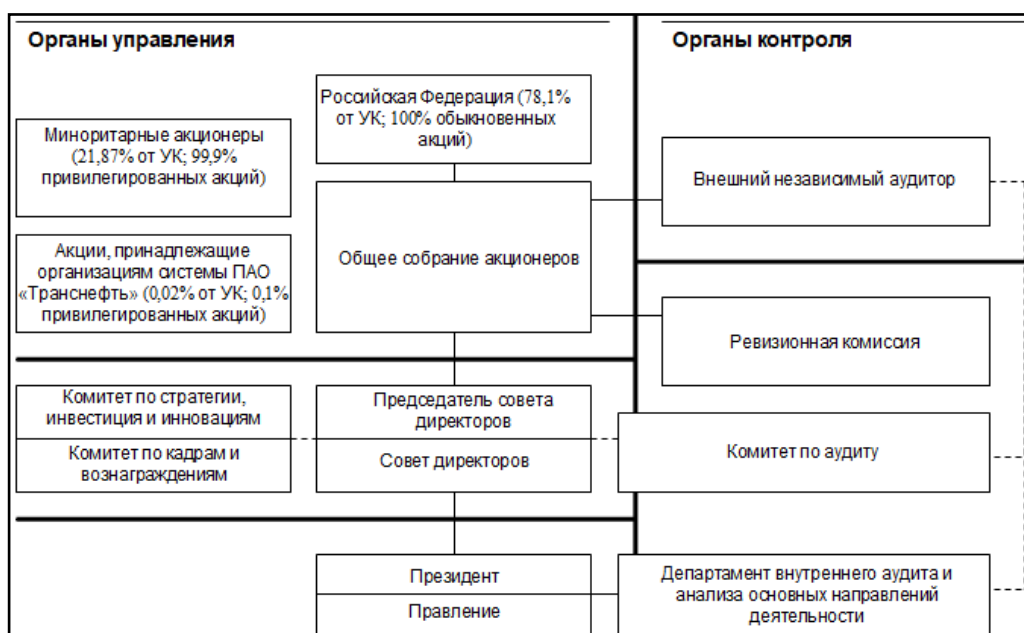 Органы управления
Органы контроля
Российская Федерация (78,1%
от УК; 100% обыкновенных
акций)
Миноритарные акционеры
(21,87% от УК; 99,9%
привилегированных акций)
Внешний независимый аудитор
Акции, принадлежащие
организациям системы ПАО
«Транснефть» (0,02% от УК; 0,1%
привилегированных акций)
Общее собрание акционеров
Ревизионная комиссия
Комитет по стратегии,
инвестиция и инновациям
Комитет по кадрам и
вознаграждениям
Председатель совета
директоров
Совет директоров
Комитет по аудиту
Президент
Правление
Департамент внутреннего аудита и
анализа основных направлений
деятельности